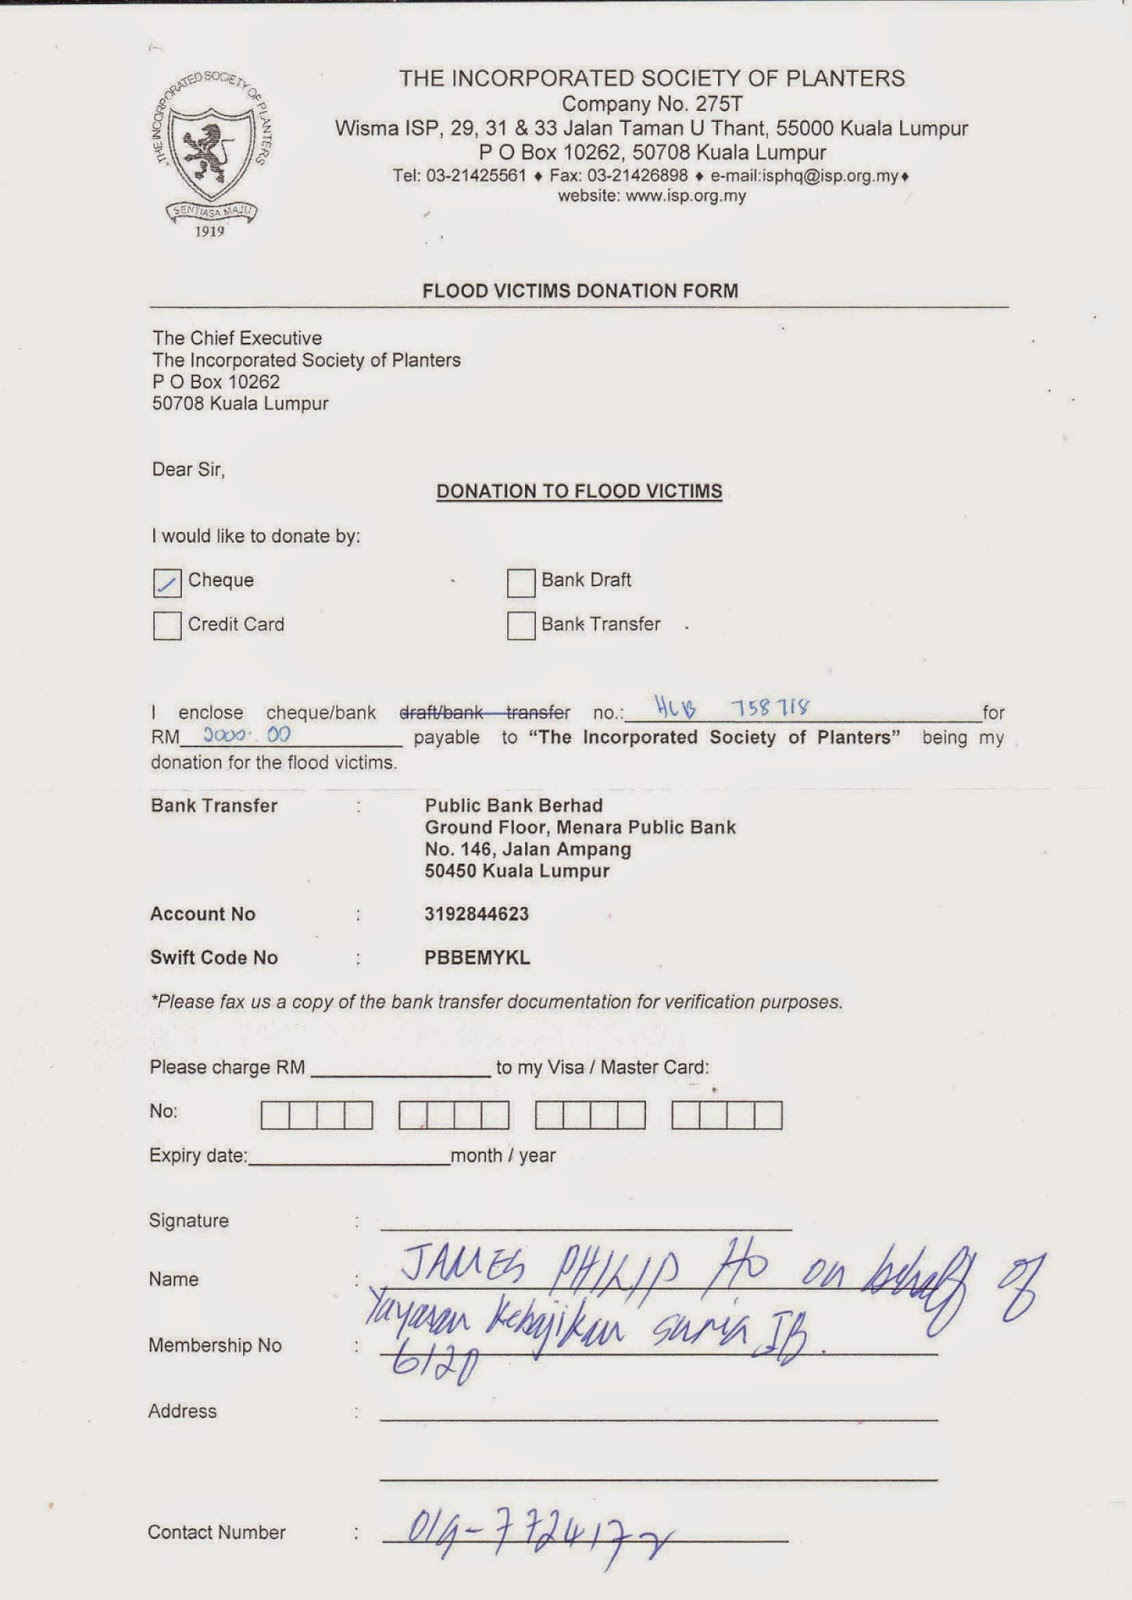 THE INCORPORATED SOCIETY OF PLANTERS
SENTIASA MAJU
1919
THE INCORPORATED SOCIETY OF PLANTERS
Company No. 275T
Wisma ISP, 29, 31 & 33 Jalan Taman U Thant, 55000 Kuala Lumpur
P O Box 10262, 50708 Kuala Lumpur
Tel: 03-21425561 ♦ Fax: 03-21426898 ♦ e-mail:isphq@isp.org.my♦
website: www.isp.org.my
FLOOD VICTIMS DONATION FORM
The Chief Executive
The Incorporated Society of Planters
P O Box 10262
50708 Kuala Lumpur
Dear Sir,
DONATION TO FLOOD VICTIMS
I would like to donate by:
Cheque Bank Draft
Credit Card Bank Transfer
I enclose cheque/bank draft/bank transfer no.: 758718 for
RM payable to “The Incorporated Society of Planters” being my
donation for the flood victims.
Bank Transfer : Public Bank Berhad
Ground Floor, Menara Public Bank
No. 146, Jalan Ampang
50450 Kuala Lumpur
Account No : 3192844623
Swift Code No : PBBEMYKL
*Please fax us a copy of the bank transfer documentation for verification purposes.
Please charge RM to my Visa / Master Card:
No:
Expiry date: month / year
Signature :
Name : JAMES PHILIP HO on behalf of
Yayasan Kebajikan Suria IB.
Membership No : 6120
Address :
Contact Number : 019-7724172